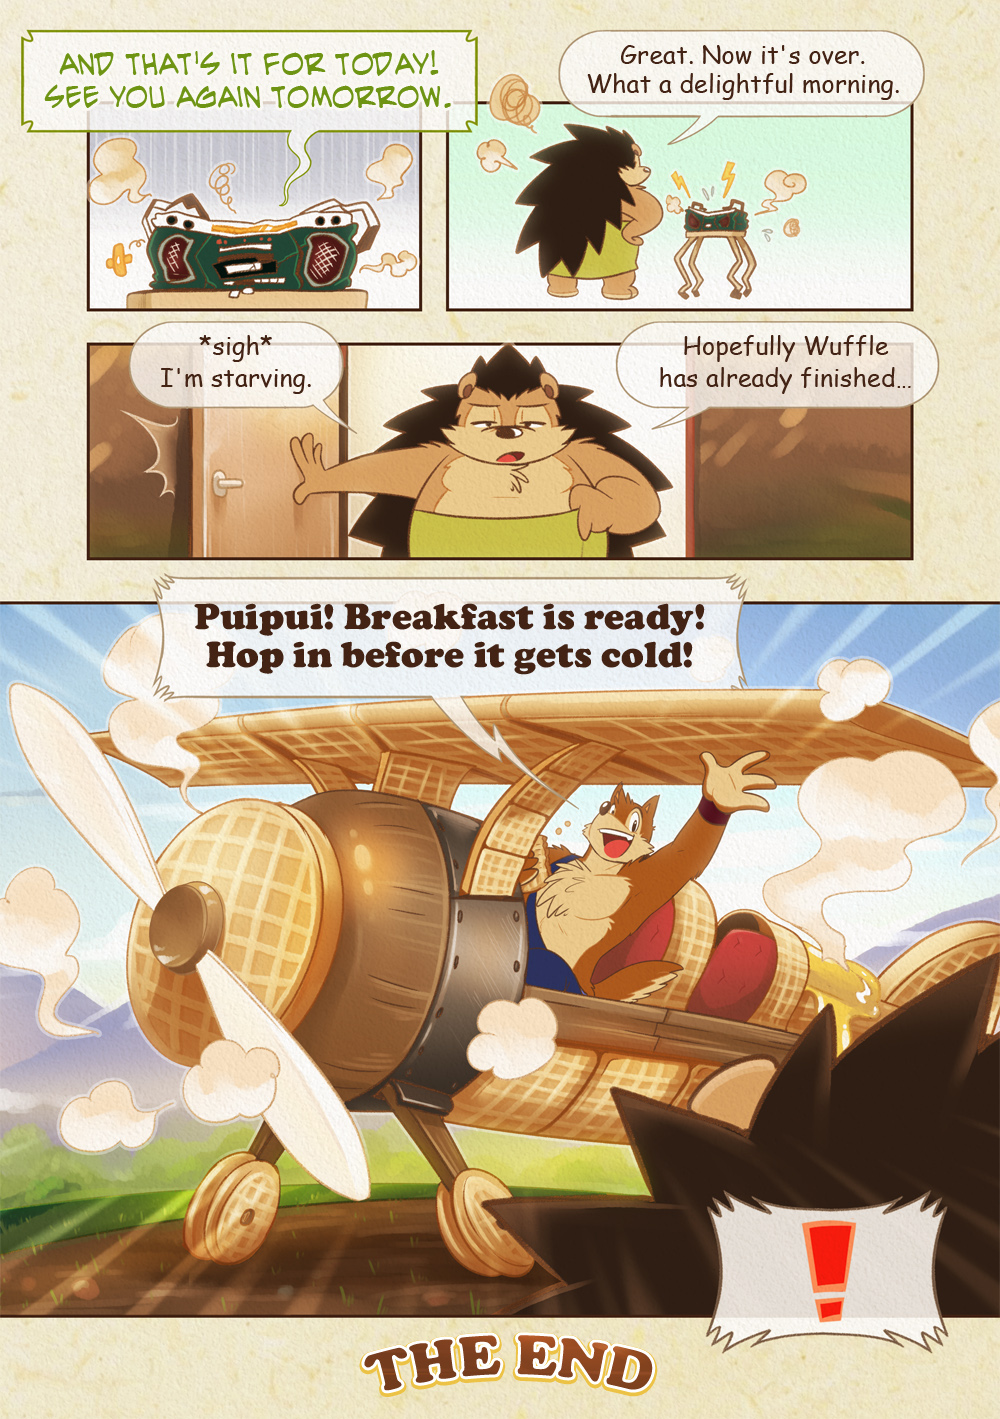 AND THAT'S IT FOR TODAY!
SEE YOU AGAIN TOMORROW.
Great. Now it's over.
What a delightful morning.
*sigh*
I'm starving.
Hopefully Wuffle
has already finished...
Puipui! Breakfast is ready!
Hop in before it gets cold!
!
THE END